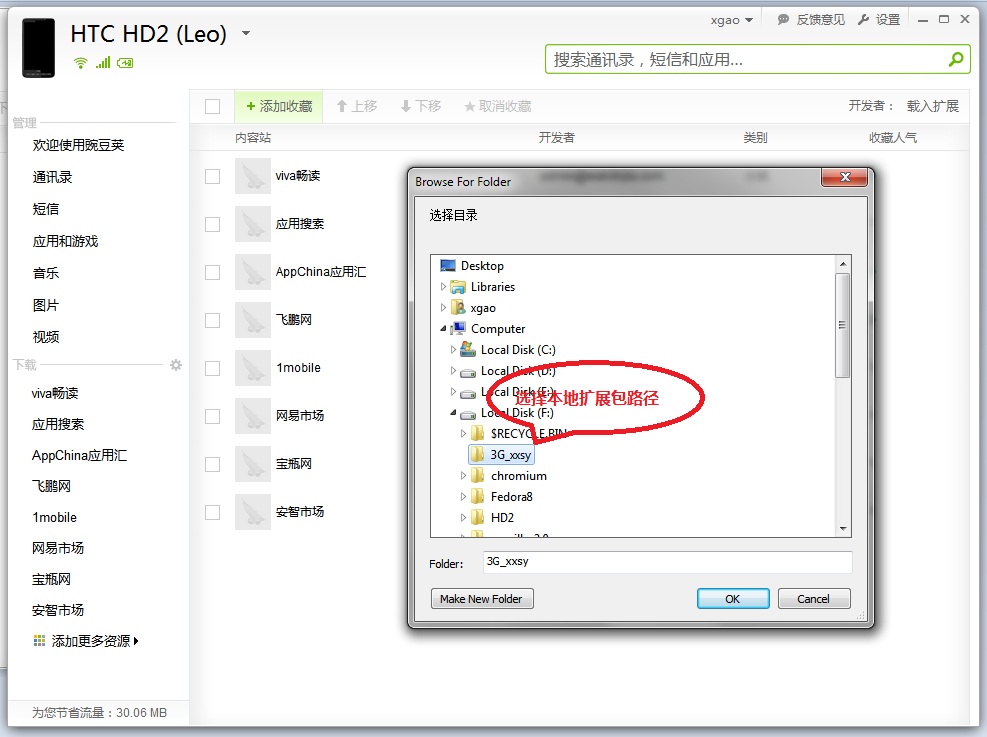 HTC HD2 (Leo)
xgao
反馈意见
设置
搜索通讯录，短信和应用...
管理
欢迎使用豌豆荚
通讯录
短信
应用和游戏
音乐
图片
视频
下载
viva畅读
应用搜索
AppChina应用汇
飞鹏网
1mobile
网易市场
宝瓶网
安智市场
添加更多资源
为您节省流量：30.06 MB
+ 添加收藏
上移
下移
取消收藏
开发者：
载入扩展
内容站
开发者
类别
收藏人气
viva畅读
应用搜索
AppChina应用汇
飞鹏网
1mobile
网易市场
宝瓶网
安智市场
Browse For Folder
选择目录
Desktop
Libraries
xgao
Computer
Local Disk (C:)
Local Disk (D:)
Local Disk (E:)
选择本地扩展包路径
Local Disk (F:)
$RECYCLE.BIN
3G_xxsy
chromium
Fedora8
HD2
Folder:
3G_xxsy
Make New Folder
OK
Cancel